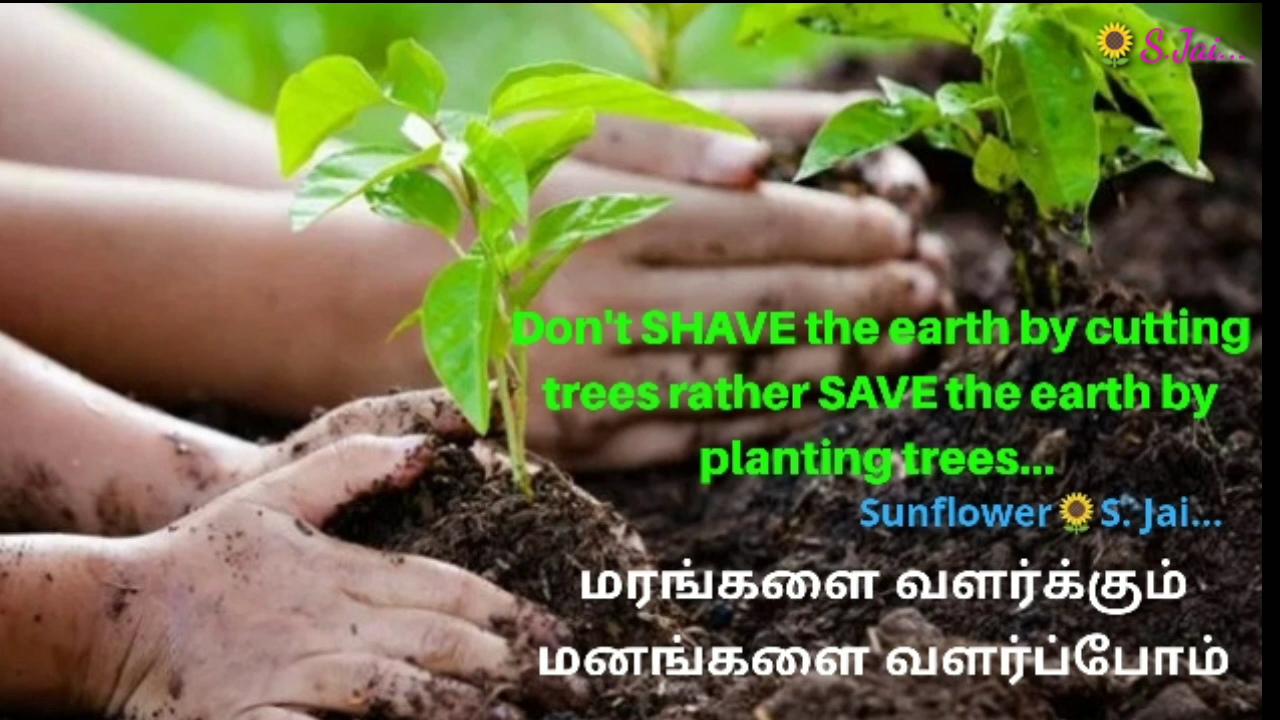 🌻S.Jai...
Don't SHAVE the earth by cutting
trees rather SAVE the earth by
planting trees...
Sunflower🌻S. Jai...
மரங்களை வளர்க்கும்
மனங்களை வளர்ப்போம்